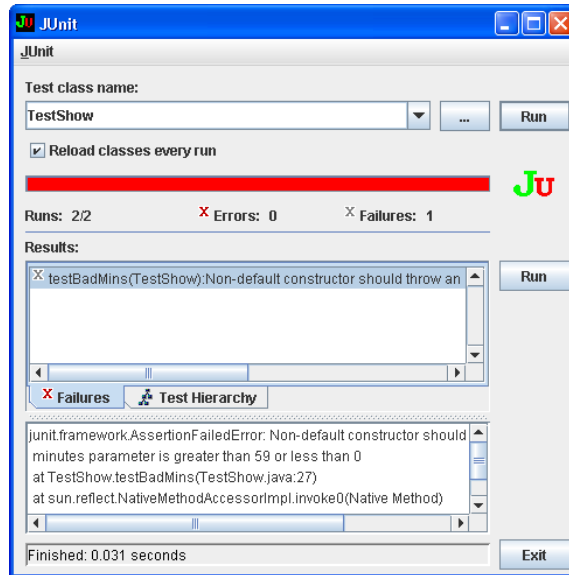 JU JUnit
JUnit
Test class name:
TestShow
...
Run
Reload classes every run
JU
Runs: 2/2
X Errors: 0
X Failures: 1
Results:
X testBadMins(TestShow):Non-default constructor should throw an
Run
X Failures
Test Hierarchy
junit.framework.AssertionFailedError: Non-default constructor should
minutes parameter is greater than 59 or less than 0
at TestShow.testBadMins(TestShow.java:27)
at sun.reflect.NativeMethodAccessorImpl.invoke0(Native Method)
Finished: 0.031 seconds
Exit